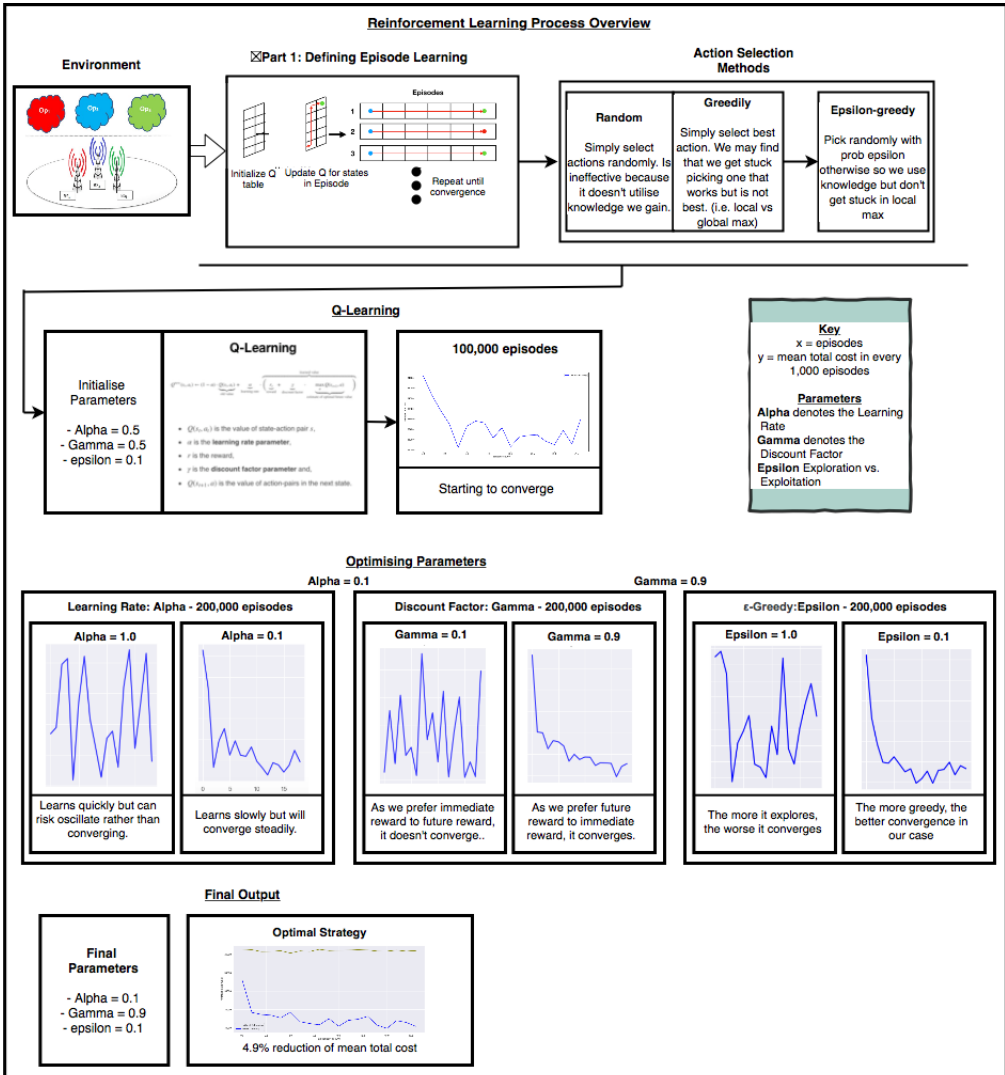 Reinforcement Learning Process Overview
Environment
Op
Op
Op
☒Part 1: Defining Episode Learning
Episodes
1
2
3
Initialize Q
table
Update Q for states
in Episode
Repeat until
convergence
Action Selection
Methods
Random
Simply select
actions randomly. Is
ineffective because
it doesn't utilise
knowledge we gain.
Greedily
Simply select best
action. We may find
that we get stuck
picking one that
works but is not
best. (i.e. local vs
global max)
Epsilon-greedy
Pick randomly with
prob epsilon
otherwise so we use
knowledge but don't
get stuck in local
max
Q-Learning
Initialise
Parameters
- Alpha = 0.5
- Gamma = 0.5
- epsilon = 0.1
Q-Learning
• Q(sₜ, aₜ) is the value of state-action pair s,
• α is the learning rate parameter,
• r is the reward,
• γ is the discount factor parameter and,
• Q(sₜ₊₁, a) is the value of action-pairs in the next state.
100,000 episodes
Starting to converge
Key
x = episodes
y = mean total cost in every
1,000 episodes
Parameters
Alpha denotes the Learning
Rate
Gamma denotes the
Discount Factor
Epsilon Exploration vs.
Exploitation
Optimising Parameters
Alpha = 0.1
Gamma = 0.9
Learning Rate: Alpha - 200,000 episodes
Alpha = 1.0
Learns quickly but can
risk oscillate rather than
converging.
Alpha = 0.1
0 5 10 15
Learns slowly but will
converge steadily.
Discount Factor: Gamma - 200,000 episodes
Gamma = 0.1
As we prefer immediate
reward to future reward,
it doesn't converge..
Gamma = 0.9
As we prefer future
reward to immediate
reward, it converges.
ε-Greedy:Epsilon - 200,000 episodes
Epsilon = 1.0
The more it explores,
the worse it converges
Epsilon = 0.1
The more greedy, the
better convergence in
our case
Final Output
Final
Parameters
- Alpha = 0.1
- Gamma = 0.9
- epsilon = 0.1
Optimal Strategy
4.9% reduction of mean total cost